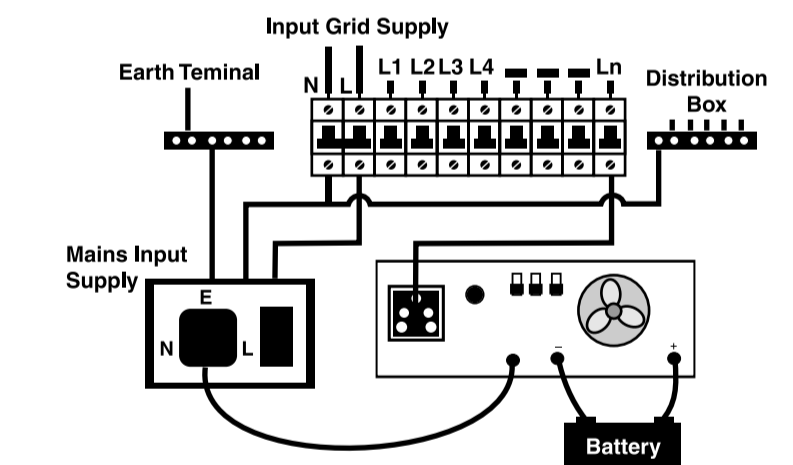 Input Grid Supply
Earth Teminal
N L L1 L2 L3 L4 Ln
Distribution
Box
Mains Input
Supply
E
N L
– +
Battery